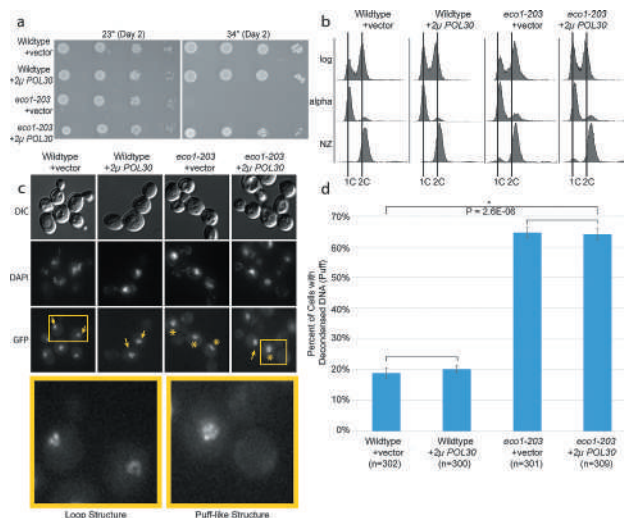 a
23° (Day 2)
34° (Day 2)
Wildtype
+vector
Wildtype
+2μ POL30
eco1-203
+vector
eco1-203
+2μ POL30
b
Wildtype
+vector
Wildtype
+2μ POL30
eco1-203
+vector
eco1-203
+2μ POL30
log
alpha
NZ
1C 2C
1C 2C
1C 2C
1C 2C
c
Wildtype
+vector
Wildtype
+2μ POL30
eco1-203
+vector
eco1-203
+2μ POL30
DIC
DAPI
GFP
* * *
*
Loop Structure
Puff-like Structure
d
*
P = 2.6E-06
Percent of Cells with
Decondensed DNA (Puff)
70%
60%
50%
40%
30%
20%
10%
0%
Wildtype
+vector
(n=302)
Wildtype
+2μ POL30
(n=300)
eco1-203
+vector
(n=301)
eco1-203
+2μ POL30
(n=309)